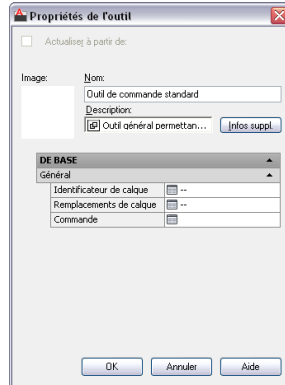 Propriétés de l'outil
Actualiser à partir de:
Image:
Nom:
Outil de commande standard
Description:
Outil général permettan...
Infos suppl.
DE BASE
Général
Identificateur de calque --
Remplacements de calque --
Commande
OK Annuler Aide